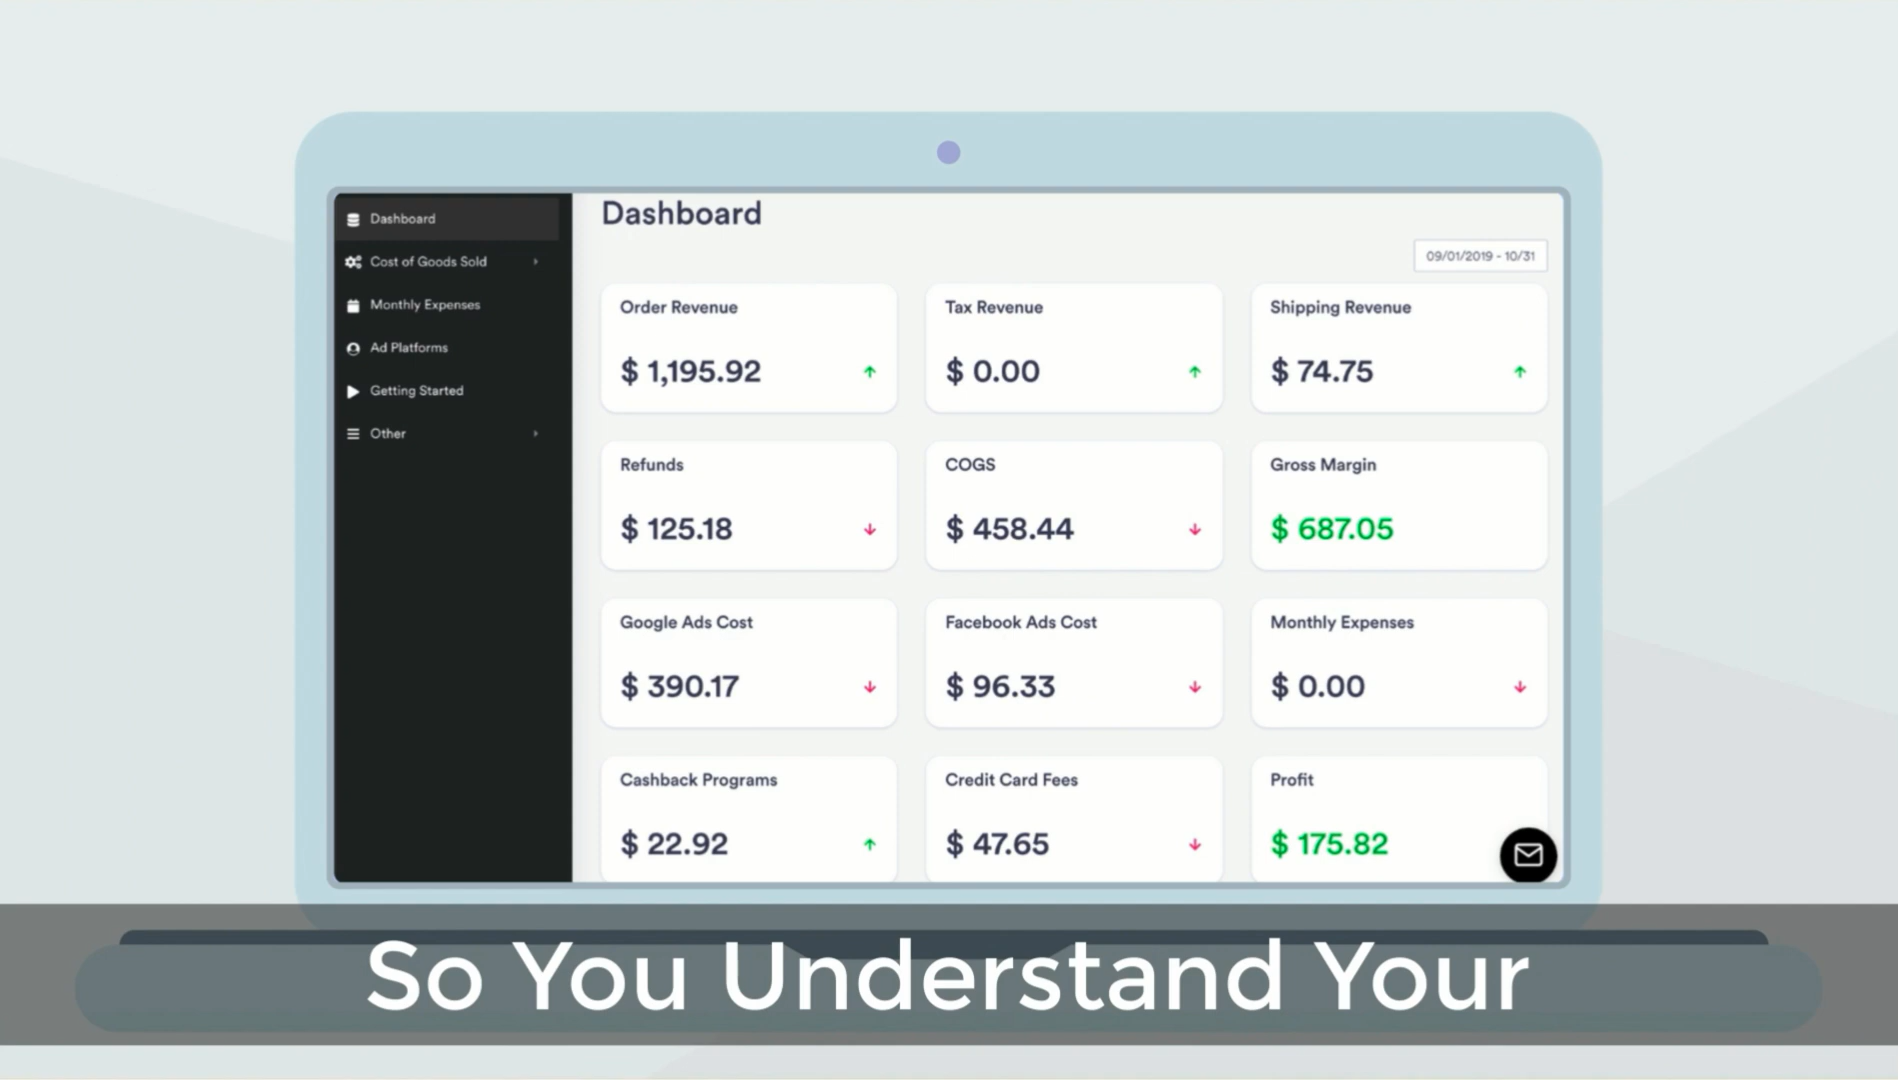 Dashboard
Cost of Goods Sold
Monthly Expenses
Ad Platforms
Getting Started
Other
Dashboard
09/01/2019 - 10/31
Order Revenue
$ 1,195.92
Tax Revenue
$ 0.00
Shipping Revenue
$ 74.75
Refunds
$ 125.18
COGS
$ 458.44
Gross Margin
$ 687.05
Google Ads Cost
$ 390.17
Facebook Ads Cost
$ 96.33
Monthly Expenses
$ 0.00
Cashback Programs
$ 22.92
Credit Card Fees
$ 47.65
Profit
$ 175.82
So You Understand Your